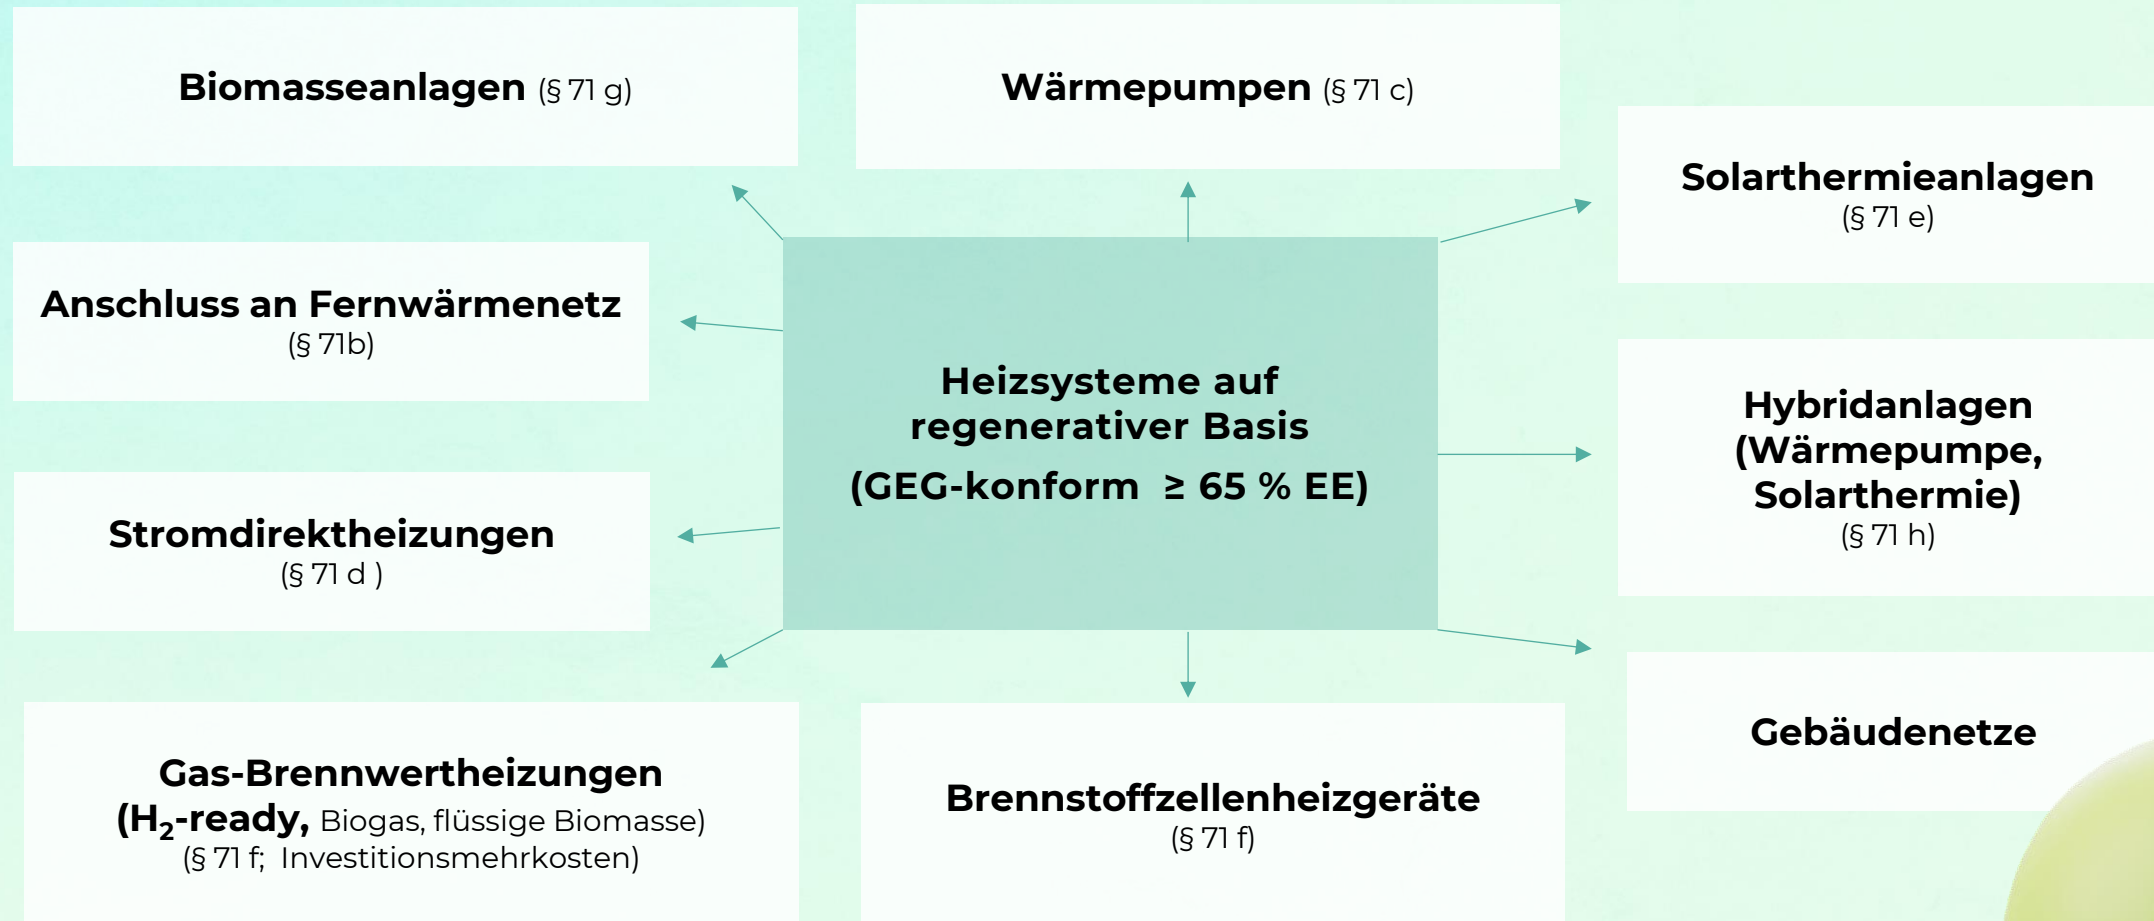 Biomasseanlagen (§ 71 g)
Wärmepumpen (§ 71 c)
Solarthermieanlagen
(§ 71 e)
Anschluss an Fernwärmenetz
(§ 71b)
Heizsysteme auf
regenerativer Basis
(GEG-konform ≥ 65 % EE)
Hybridanlagen
(Wärmepumpe,
Solarthermie)
(§ 71 h)
Stromdirektheizungen
(§ 71 d )
Gebäudenetze
Gas-Brennwertheizungen
(H₂-ready, Biogas, flüssige Biomasse)
(§ 71 f; Investitionsmehrkosten)
Brennstoffzellenheizgeräte
(§ 71 f)